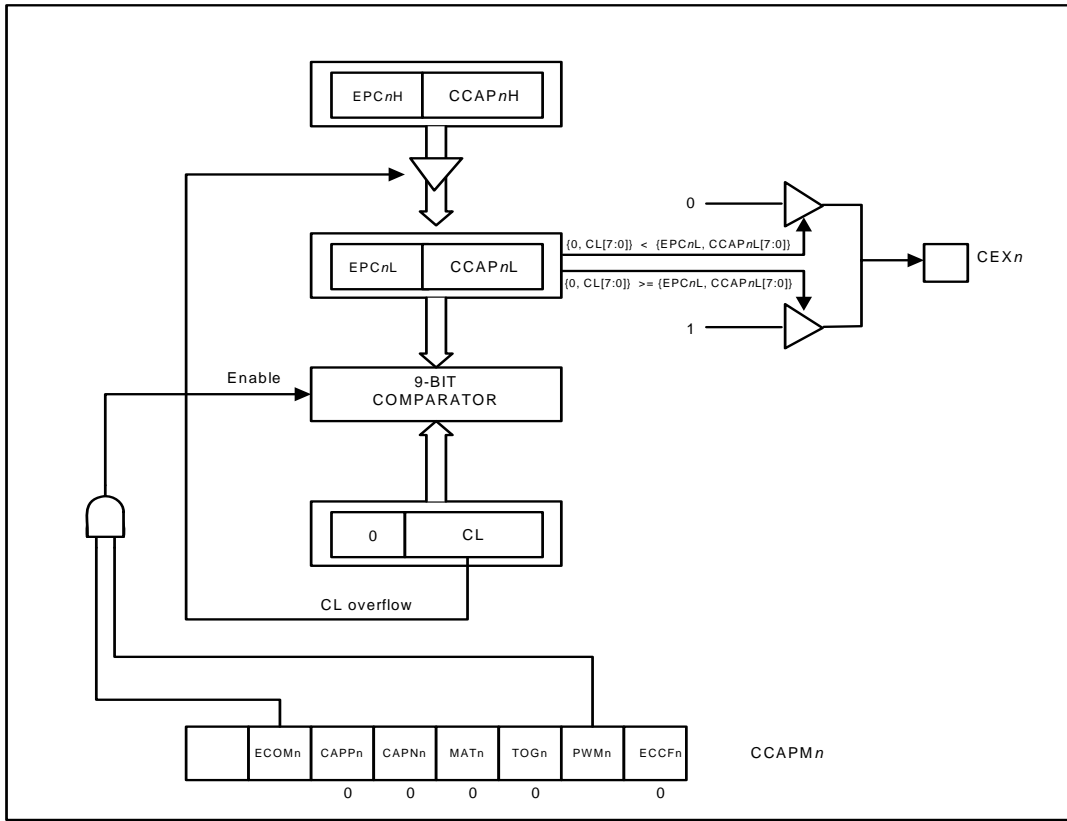 EPCnH CCAPnH
0
{0, CL[7:0]} < {EPCnL, CCAPnL[7:0]}
EPCnL CCAPnL
CEXn
{0, CL[7:0]} >= {EPCnL, CCAPnL[7:0]}
1
Enable
9-BIT
COMPARATOR
0 CL
CL overflow
ECOMn CAPPn CAPNn MATn TOGn PWMn ECCFn
CCAPMn
0 0 0 0 0